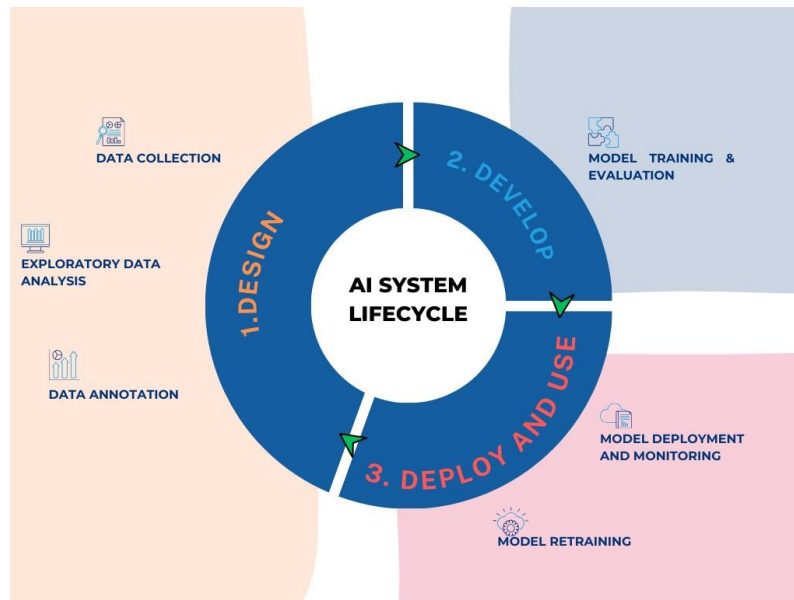 DATA COLLECTION
EXPLORATORY DATA
ANALYSIS
DATA ANNOTATION
1.DESIGN
2. DEVELOP
3. DEPLOY AND USE
AI SYSTEM
LIFECYCLE
MODEL TRAINING &
EVALUATION
MODEL DEPLOYMENT
AND MONITORING
MODEL RETRAINING